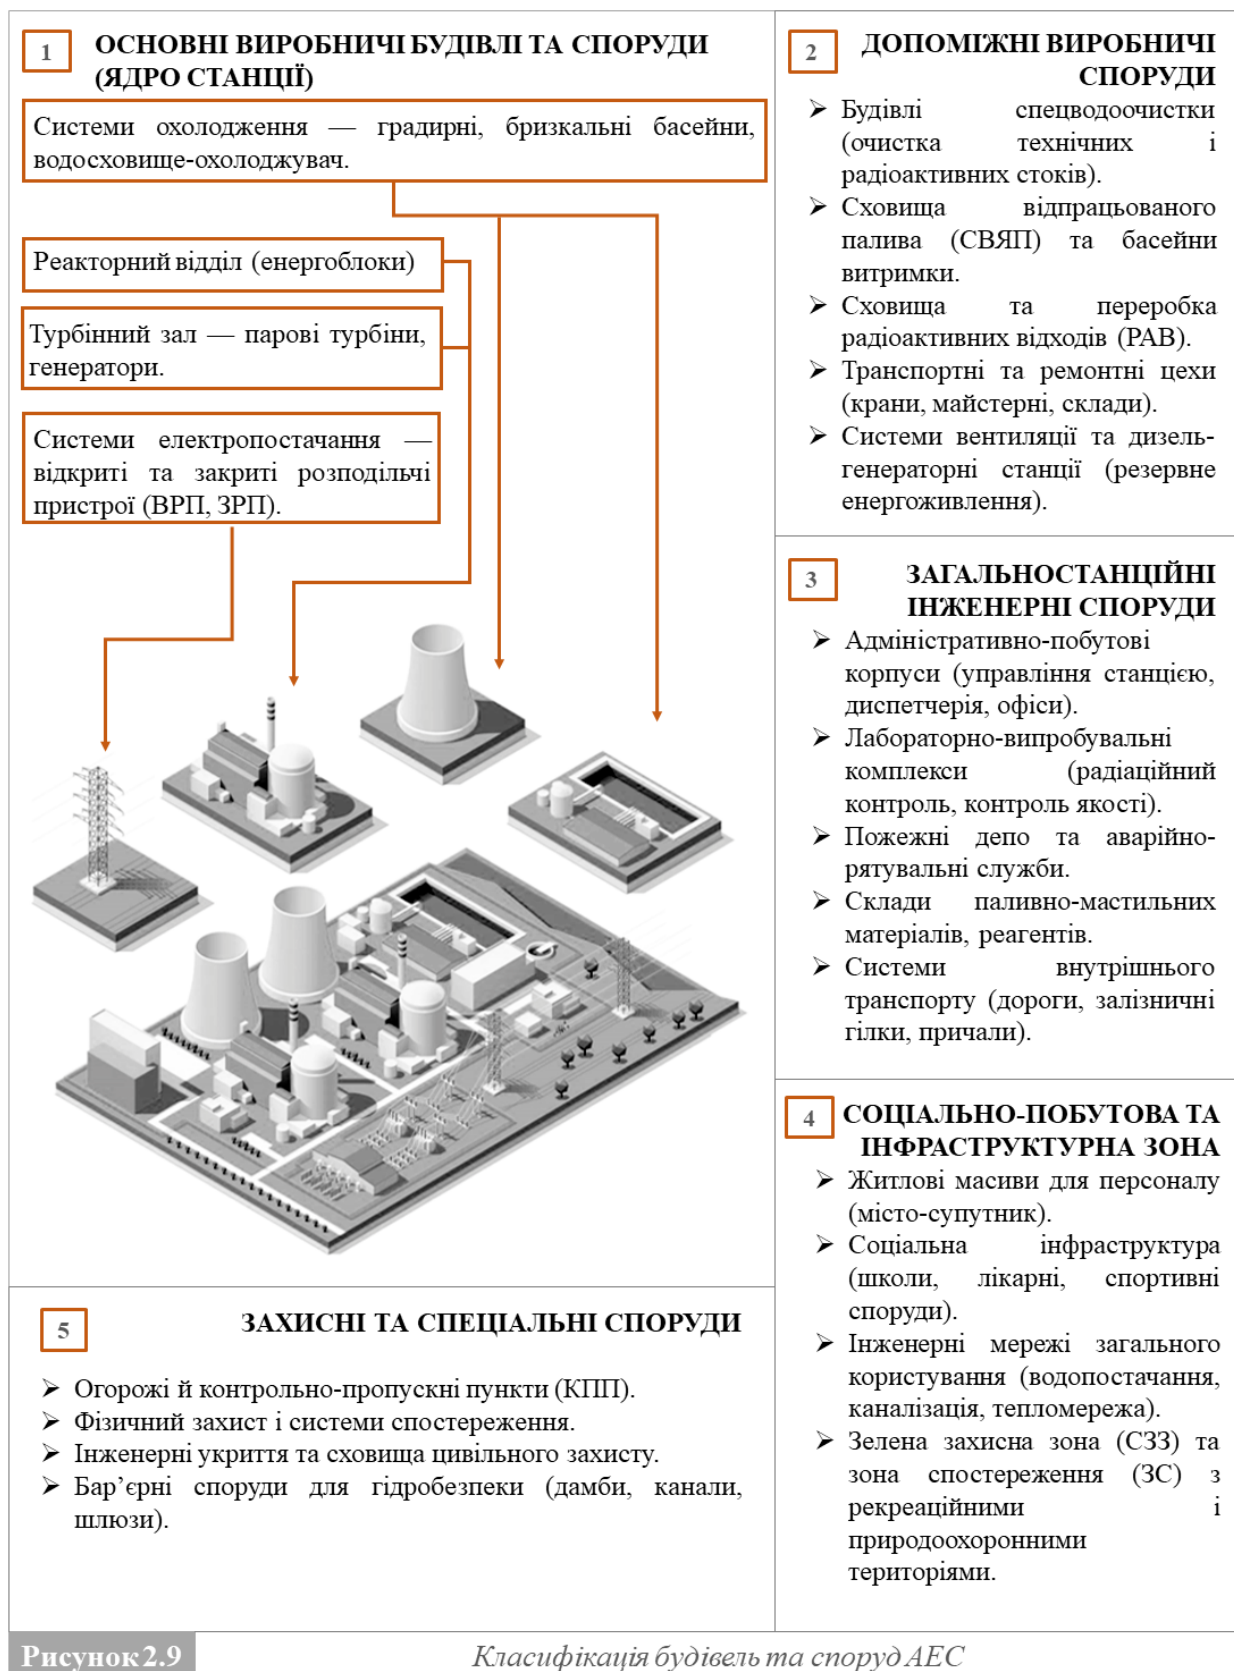 1
ОСНОВНІ ВИРОБНИЧІ БУДІВЛІ ТА СПОРУДИ
(ЯДРО СТАНЦІЇ)
Системи охолодження — градирні, бризкальні басейни,
водосховище-охолоджувач.
Реакторний відділ (енергоблоки)
Турбінний зал — парові турбіни,
генератори.
Системи електропостачання —
відкриті та закриті розподільчі
пристрої (ВРП, ЗРП).
2
ДОПОМІЖНІ ВИРОБНИЧІ
СПОРУДИ
➢ Будівлі спецводоочистки
(очистка технічних і
радіоактивних стоків).
➢ Сховища відпрацьованого
палива (СВЯП) та басейни
витримки.
➢ Сховища та переробка
радіоактивних відходів (РАВ).
➢ Транспортні та ремонтні цехи
(крани, майстерні, склади).
➢ Системи вентиляції та дизель-
генераторні станції (резервне
енергоживлення).
3
ЗАГАЛЬНОСТАНЦІЙНІ
ІНЖЕНЕРНІ СПОРУДИ
➢ Адміністративно-побутові
корпуси (управління станцією,
диспетчерія, офіси).
➢ Лабораторно-випробувальні
комплекси (радіаційний
контроль, контроль якості).
➢ Пожежні депо та аварійно-
рятувальні служби.
➢ Склади паливно-мастильних
матеріалів, реагентів.
➢ Системи внутрішнього
транспорту (дороги, залізничні
гілки, причали).
4
СОЦІАЛЬНО-ПОБУТОВА ТА
ІНФРАСТРУКТУРНА ЗОНА
➢ Житлові масиви для персоналу
(місто-супутник).
➢ Соціальна інфраструктура
(школи, лікарні, спортивні
споруди).
➢ Інженерні мережі загального
користування (водопостачання,
каналізація, тепломережа).
➢ Зелена захисна зона (СЗЗ) та
зона спостереження (ЗС) з
рекреаційними і
природоохоронними
територіями.
5
ЗАХИСНІ ТА СПЕЦІАЛЬНІ СПОРУДИ
➢ Огорожі й контрольно-пропускні пункти (КПП).
➢ Фізичний захист і системи спостереження.
➢ Інженерні укриття та сховища цивільного захисту.
➢ Бар’єрні споруди для гідробезпеки (дамби, канали,
шлюзи).
Рисунок 2.9
Класифікація будівель та споруд АЕС